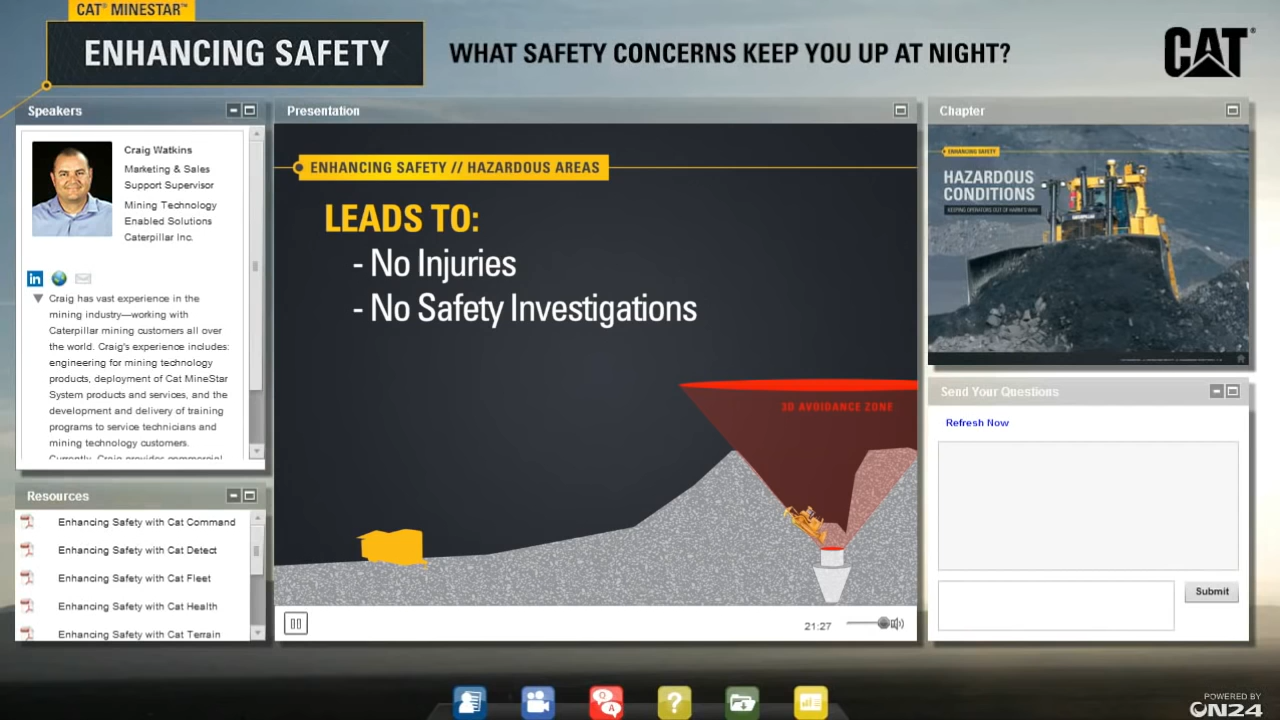 CAT® MINESTAR™
ENHANCING SAFETY
WHAT SAFETY CONCERNS KEEP YOU UP AT NIGHT?
CAT®
Speakers
Craig Watkins
Marketing & Sales
Support Supervisor
Mining Technology
Enabled Solutions
Caterpillar Inc.
in
Craig has vast experience in the
mining industry—working with
Caterpillar mining customers all over
the world. Craig's experience includes:
engineering for mining technology
products, deployment of Cat MineStar
System products and services, and the
development and delivery of training
programs to service technicians and
mining technology customers.
Currently, Craig provides commercial
Resources
Enhancing Safety with Cat Command
Enhancing Safety with Cat Detect
Enhancing Safety with Cat Fleet
Enhancing Safety with Cat Health
Enhancing Safety with Cat Terrain
Presentation
ENHANCING SAFETY // HAZARDOUS AREAS
LEADS TO:
- No Injuries
- No Safety Investigations
3D AVOIDANCE ZONE
21:27
Chapter
ENHANCING SAFETY
HAZARDOUS
CONDITIONS
KEEPING OPERATORS OUT OF HARM'S WAY
Send Your Questions
Refresh Now
Submit
Q
A
?
POWERED BY
ON24